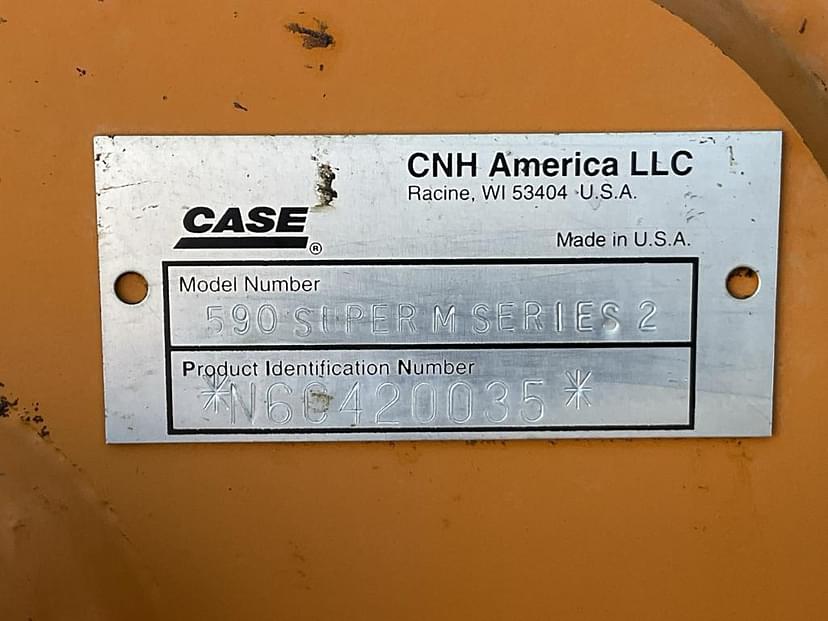 CNH America LLC
Racine, WI 53404 U.S.A.
CASE®
Made in U.S.A.
Model Number
590 SUPER M SERIES 2
Product Identification Number
*N6C420035*